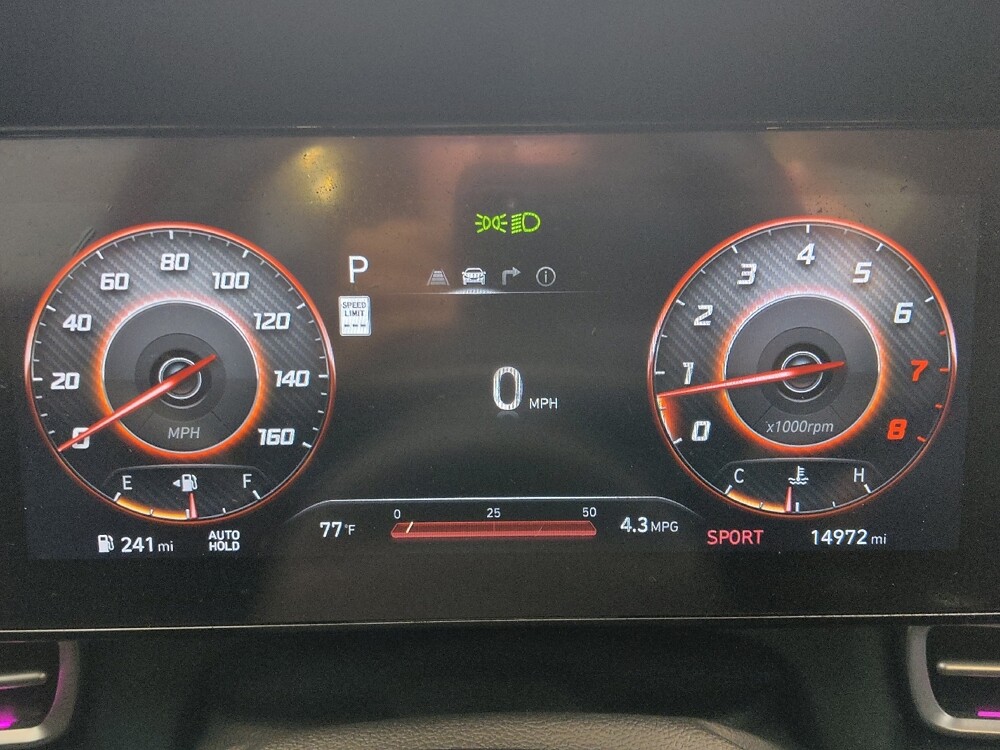 20
40
60
80
100
120
140
160
MPH
E
F
241 mi
AUTO
HOLD
P
SPEED
LIMIT
---
0 MPH
77°F
0
25
50
4.3 MPG
0
1
2
3
4
5
6
7
8
x1000rpm
C
H
SPORT
14972 mi